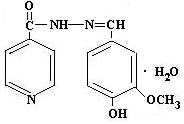 O
C—NH—N=CH
N
· H₂O
OCH₃
OH